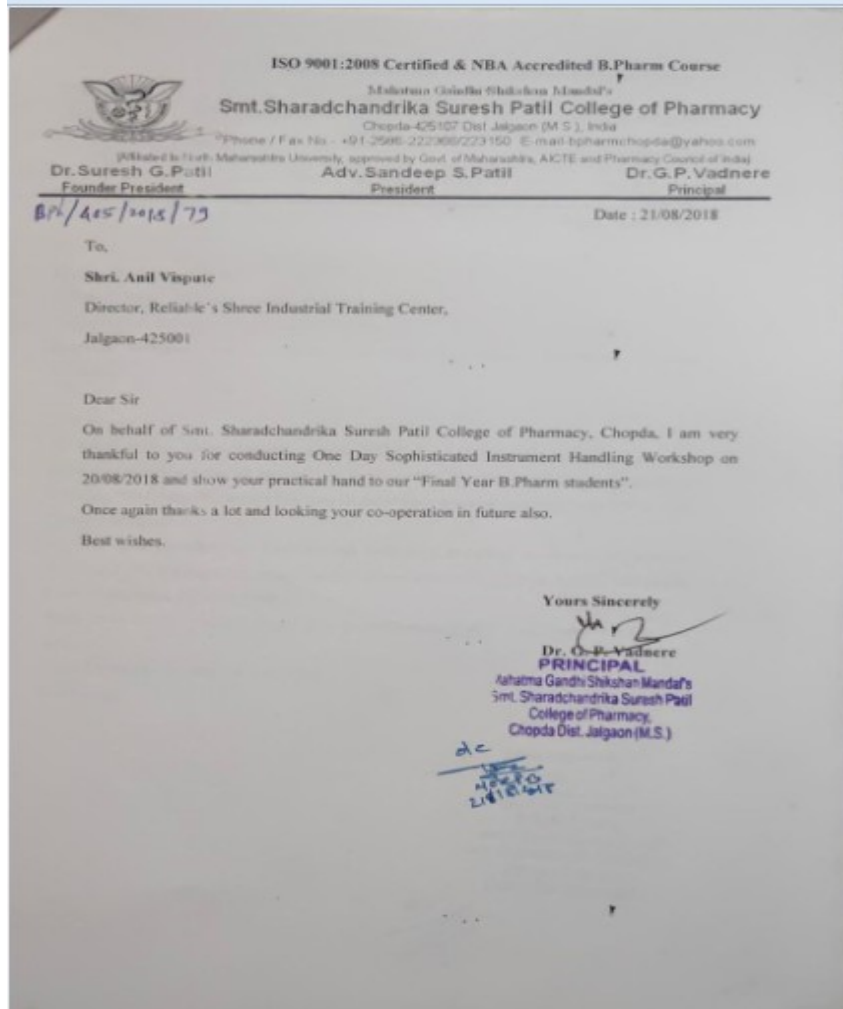 ISO 9001:2008 Certified & NBA Accredited B.Pharm Course
Mahatma Gandhi Shikshan Mandal's
Smt.Sharadchandrika Suresh Patil College of Pharmacy
Chopda-425107 Dist Jalgaon (M S ), India
Phone / Fax No.- +91-2586-222366/223150 E-mail-bpharmchopda@yahoo.com
(Affiliated to North Maharashtra University, approved by Govt. of Maharashtra, AICTE and Pharmacy Council of India)
Dr.Suresh G.Patil Adv.Sandeep S.Patil Dr.G.P.Vadnere
Founder President President Principal
/2018/79 Date : 21/08/2018
To,
Shri. Anil Vispute
Director, Reliable's Shree Industrial Training Center,
Jalgaon-425001
Dear Sir
On behalf of Smt. Sharadchandrika Suresh Patil College of Pharmacy, Chopda, I am very
thankful to you for conducting One Day Sophisticated Instrument Handling Workshop on
20/08/2018 and show your practical hand to our “Final Year B.Pharm students”.
Once again thanks a lot and looking your co-operation in future also.
Best wishes.
Yours Sincerely
Dr. G. P. Vadnere
PRINCIPAL
Mahatma Gandhi Shikshan Mandal's
Smt. Sharadchandrika Suresh Patil
College of Pharmacy,
Chopda Dist. Jalgaon (M.S.)